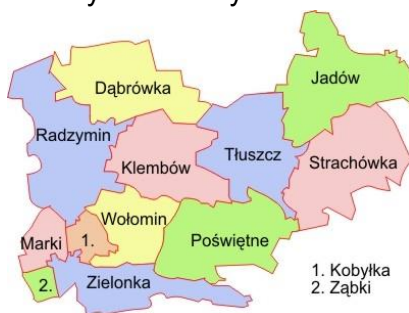 Jadów
Dąbrówka
Radzymin
Tłuszcz
Klembów
Strachówka
Wołomin
Marki
1.
Poświętne
2.
Zielonka
1. Kobyłka
2. Ząbki